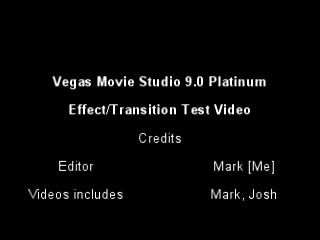 Vegas Movie Studio 9.0 Platinum
Effect/Transition Test Video
Credits
Editor Mark [Me]
Videos includes Mark, Josh